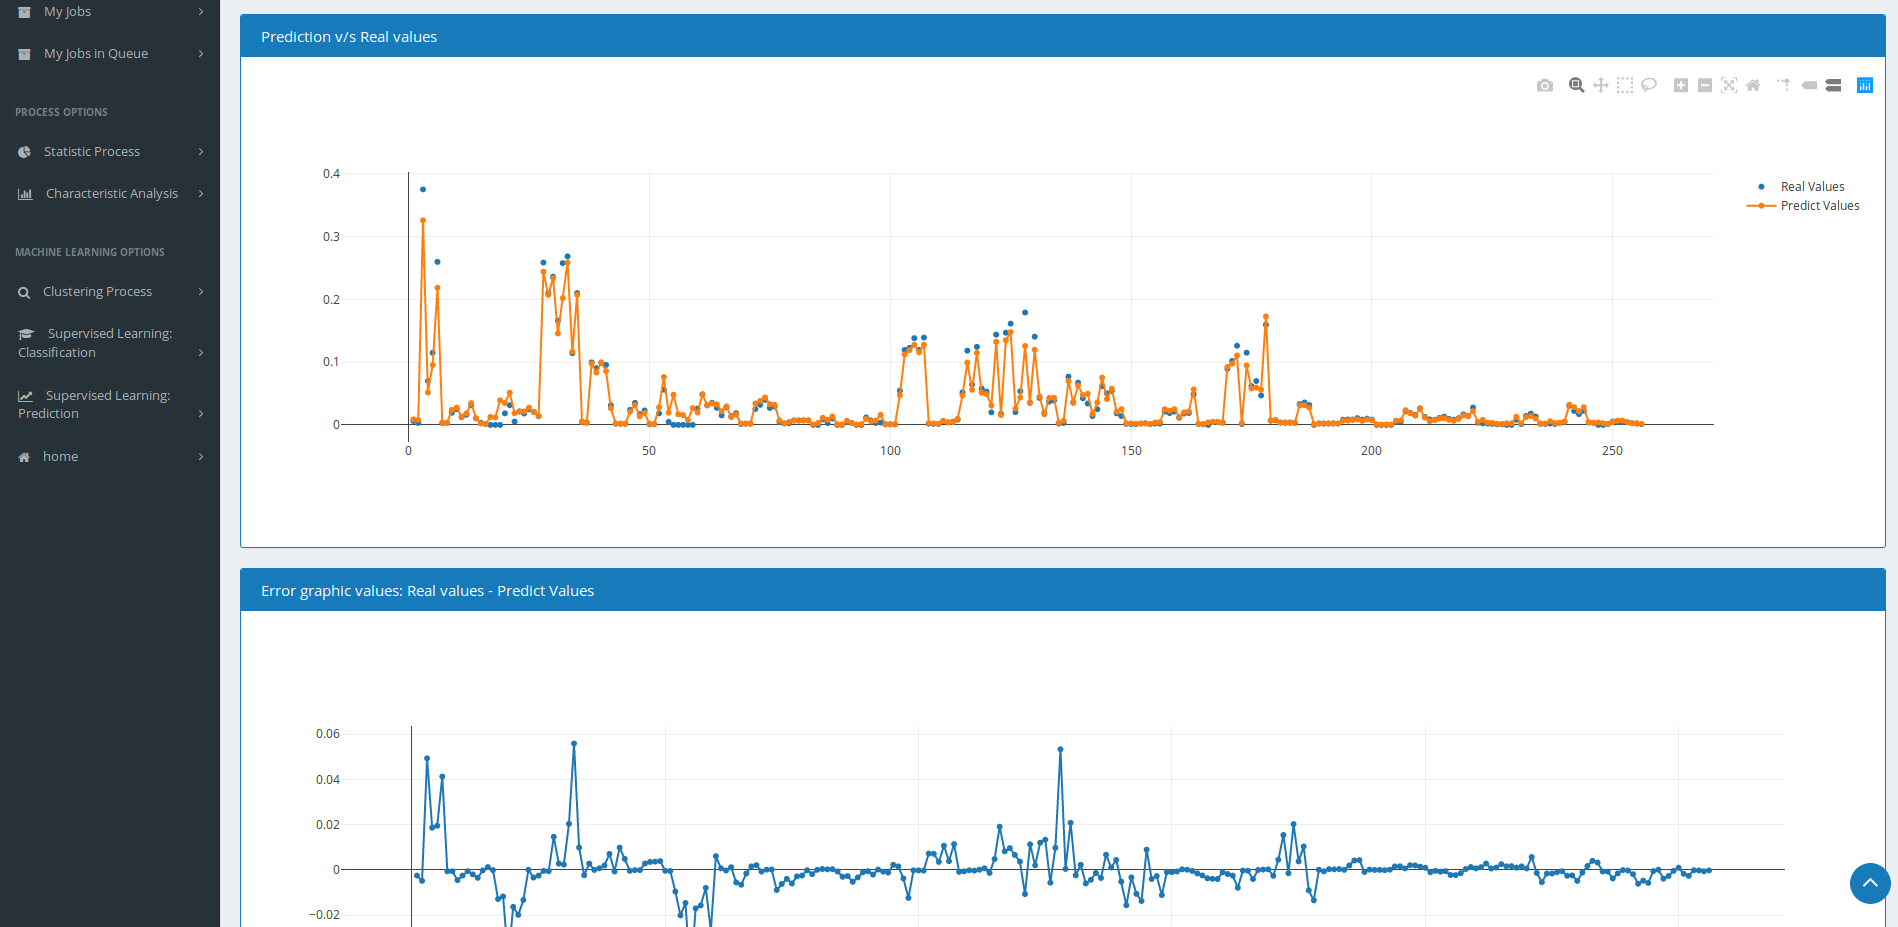 My Jobs
My Jobs in Queue
PROCESS OPTIONS
Statistic Process
Characteristic Analysis
MACHINE LEARNING OPTIONS
Clustering Process
Supervised Learning:
Classification
Supervised Learning:
Prediction
home
Prediction v/s Real values
0.4
0.3
0.2
0.1
0
0 50 100 150 200 250
Real Values
Predict Values
Error graphic values: Real values - Predict Values
0.06
0.04
0.02
0
−0.02